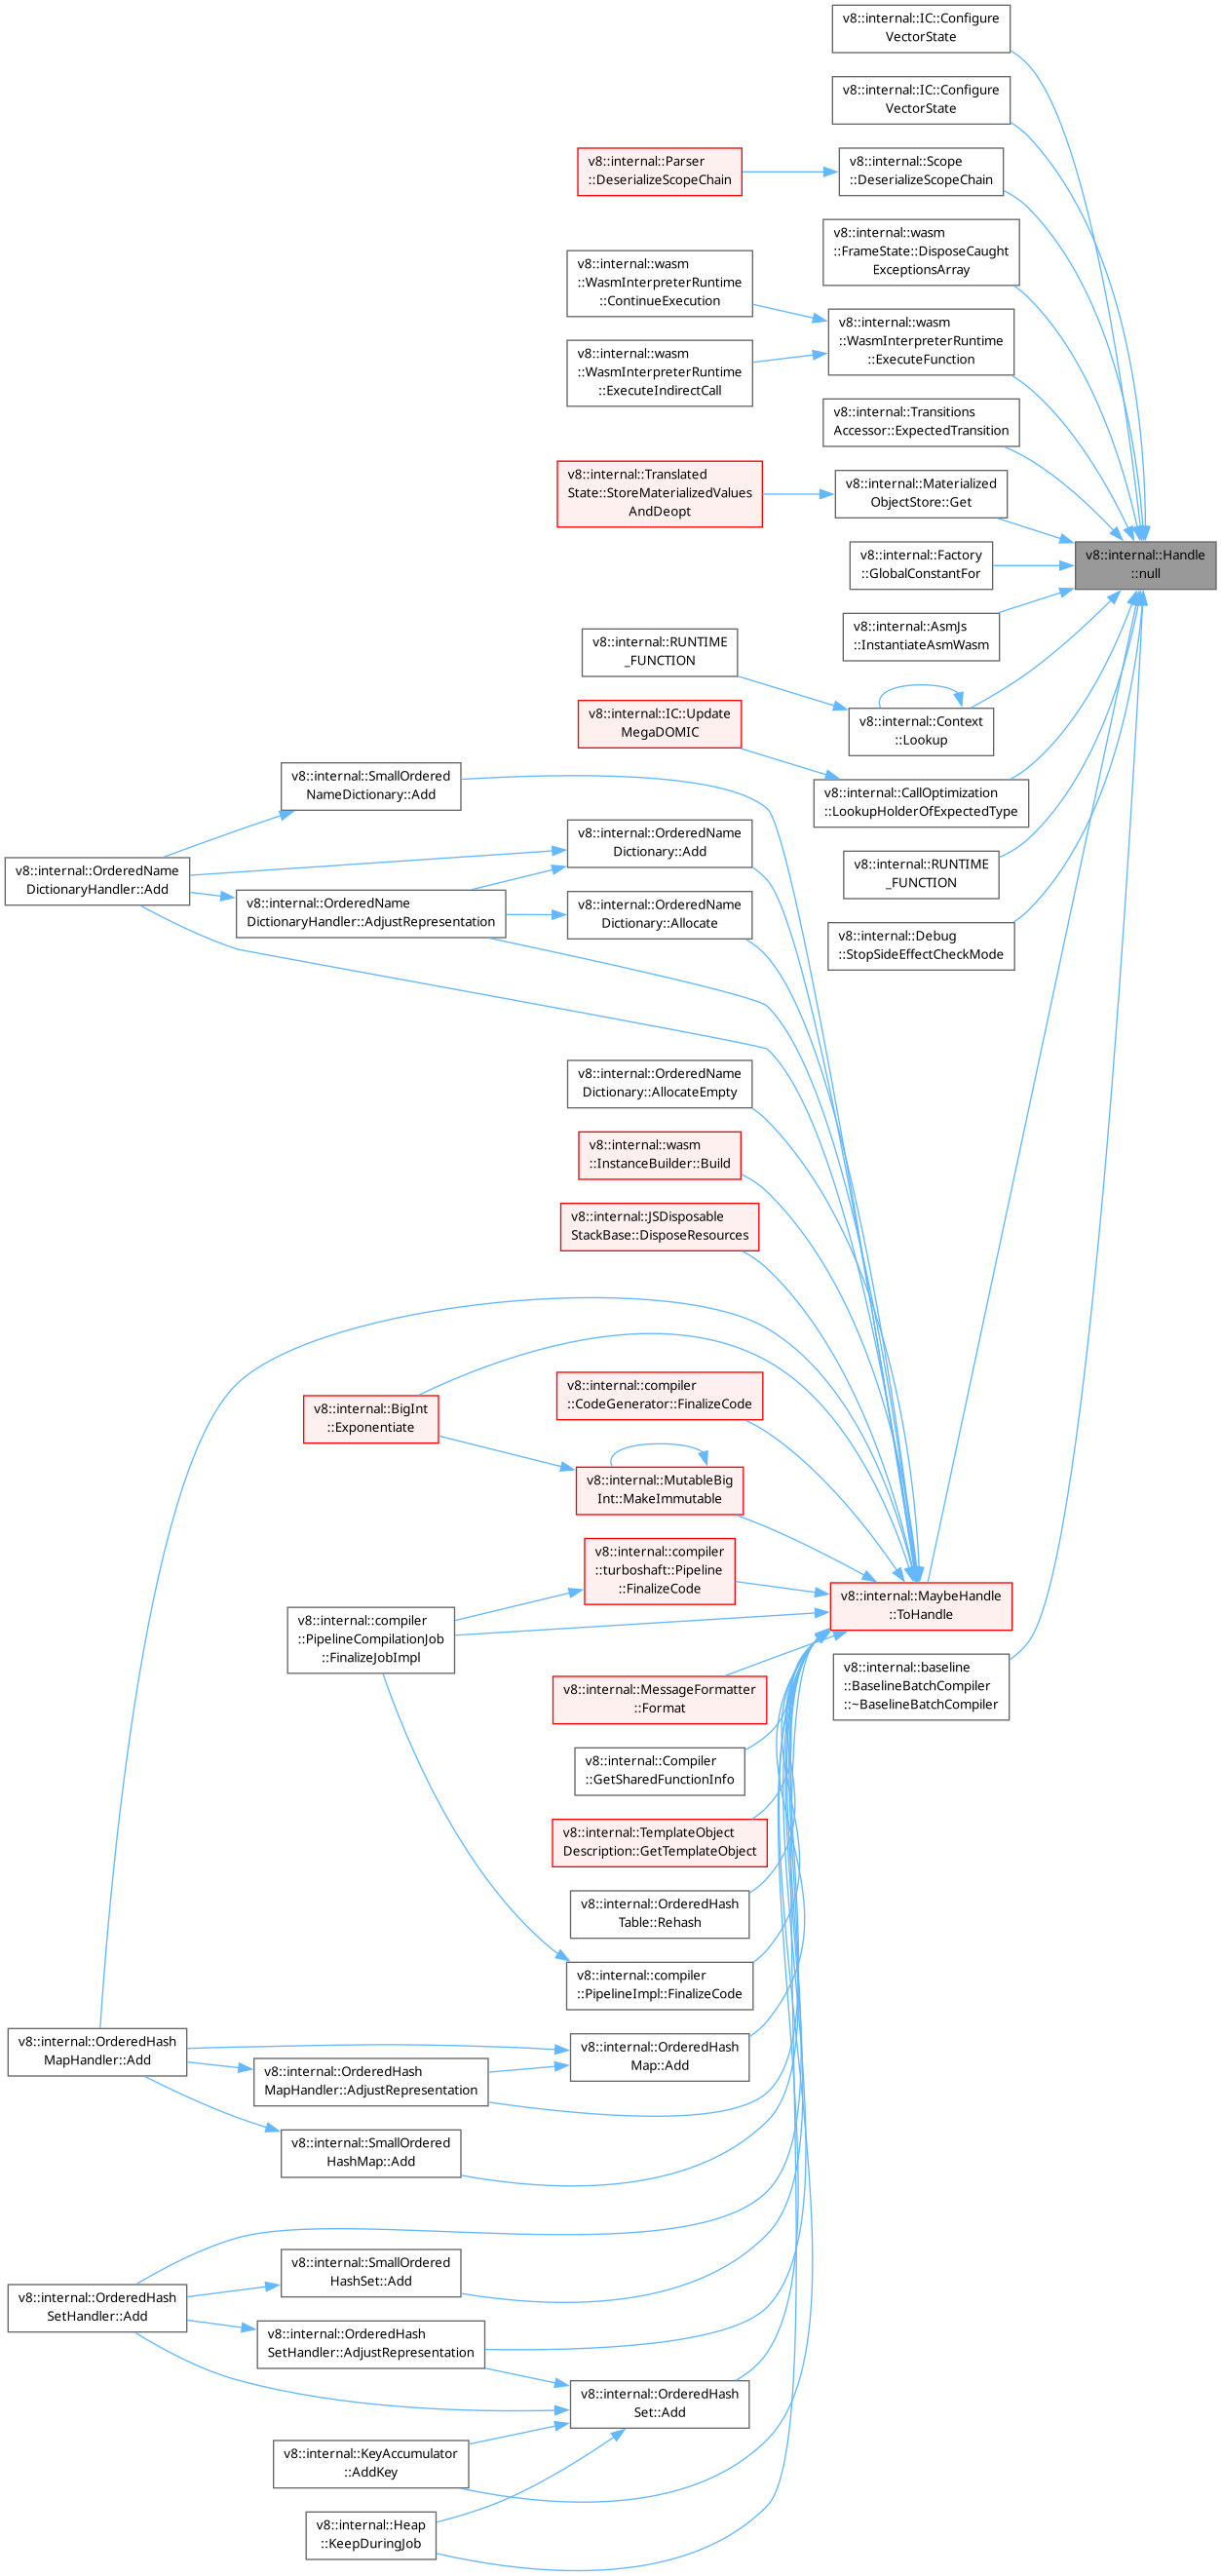 v8::internal::IC::Configure
VectorState
v8::internal::IC::Configure
VectorState
v8::internal::Parser
::DeserializeScopeChain
v8::internal::Scope
::DeserializeScopeChain
v8::internal::wasm
::FrameState::DisposeCaught
ExceptionsArray
v8::internal::wasm
::WasmInterpreterRuntime
::ContinueExecution
v8::internal::wasm
::WasmInterpreterRuntime
::ExecuteFunction
v8::internal::wasm
::WasmInterpreterRuntime
::ExecuteIndirectCall
v8::internal::Transitions
Accessor::ExpectedTransition
v8::internal::Translated
State::StoreMaterializedValues
AndDeopt
v8::internal::Materialized
ObjectStore::Get
v8::internal::Handle
::null
v8::internal::Factory
::GlobalConstantFor
v8::internal::AsmJs
::InstantiateAsmWasm
v8::internal::RUNTIME
_FUNCTION
v8::internal::Context
::Lookup
v8::internal::IC::Update
MegaDOMIC
v8::internal::CallOptimization
::LookupHolderOfExpectedType
v8::internal::SmallOrdered
NameDictionary::Add
v8::internal::OrderedName
Dictionary::Add
v8::internal::RUNTIME
_FUNCTION
v8::internal::OrderedName
DictionaryHandler::Add
v8::internal::OrderedName
DictionaryHandler::AdjustRepresentation
v8::internal::OrderedName
Dictionary::Allocate
v8::internal::Debug
::StopSideEffectCheckMode
v8::internal::OrderedName
Dictionary::AllocateEmpty
v8::internal::wasm
::InstanceBuilder::Build
v8::internal::JSDisposable
StackBase::DisposeResources
v8::internal::compiler
::CodeGenerator::FinalizeCode
v8::internal::BigInt
::Exponentiate
v8::internal::MutableBig
Int::MakeImmutable
v8::internal::compiler
::turboshaft::Pipeline
::FinalizeCode
v8::internal::MaybeHandle
::ToHandle
v8::internal::compiler
::PipelineCompilationJob
::FinalizeJobImpl
v8::internal::baseline
::BaselineBatchCompiler
::~BaselineBatchCompiler
v8::internal::MessageFormatter
::Format
v8::internal::Compiler
::GetSharedFunctionInfo
v8::internal::TemplateObject
Description::GetTemplateObject
v8::internal::OrderedHash
Table::Rehash
v8::internal::compiler
::PipelineImpl::FinalizeCode
v8::internal::OrderedHash
MapHandler::Add
v8::internal::OrderedHash
Map::Add
v8::internal::OrderedHash
MapHandler::AdjustRepresentation
v8::internal::SmallOrdered
HashMap::Add
v8::internal::SmallOrdered
HashSet::Add
v8::internal::OrderedHash
SetHandler::Add
v8::internal::OrderedHash
SetHandler::AdjustRepresentation
v8::internal::OrderedHash
Set::Add
v8::internal::KeyAccumulator
::AddKey
v8::internal::Heap
::KeepDuringJob